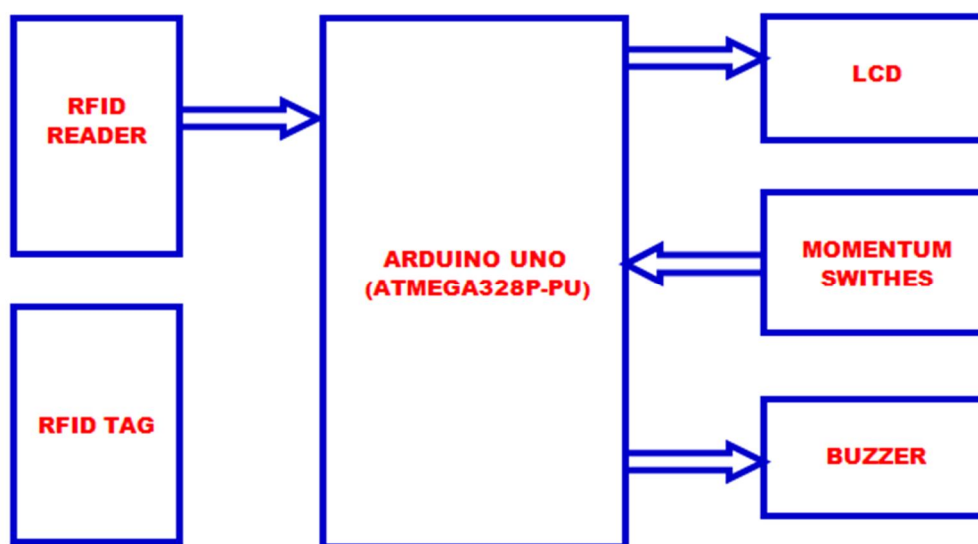 RFID
READER
ARDUINO UNO
(ATMEGA328P-PU)
LCD
MOMENTUM
SWITHES
RFID TAG
BUZZER